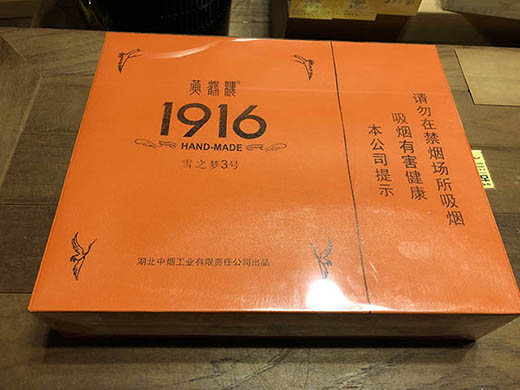 黄鹤楼
1916
HAND-MADE
雪之梦3号
湖北中烟工业有限责任公司出品
请勿在禁烟场所吸烟
吸烟有害健康
本公司提示